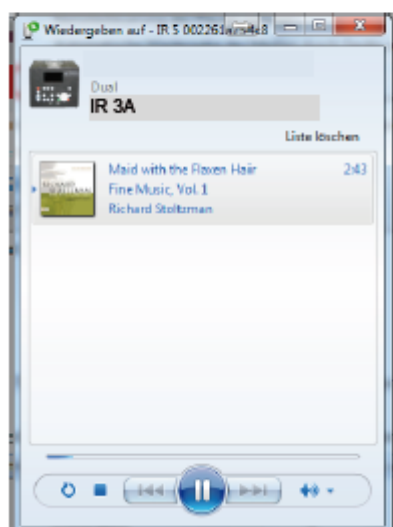 Wiedergeben auf - IR 5
Dual
IR 3A
Liste löschen
Maid with the Flaxen Hair 2:43
Fine Music, Vol. 1
Richard Stoltzman